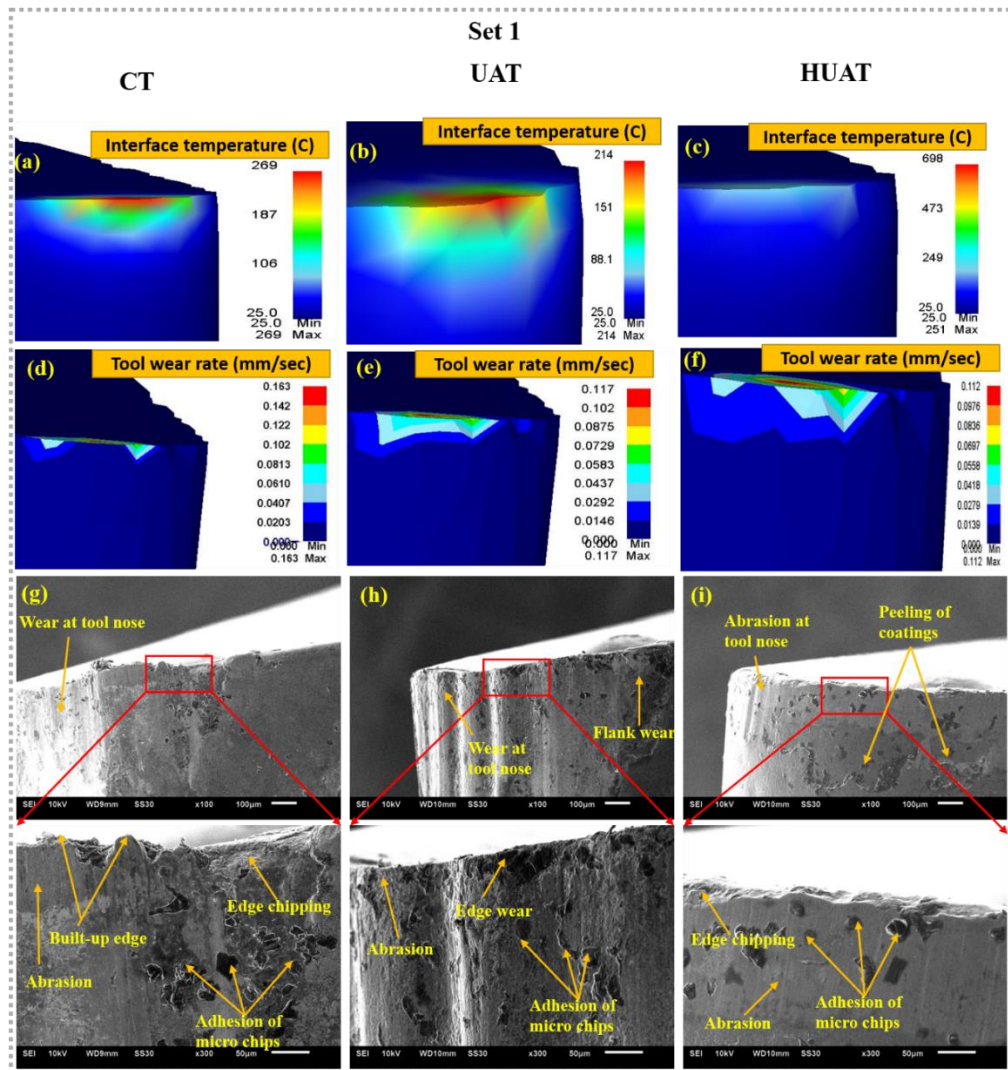 Set 1
CT
UAT
HUAT
Interface temperature (C)
(a)
269
187
106
25.0
25.0 Min
269 Max
Interface temperature (C)
(b)
214
151
88.1
25.0
25.0 Min
214 Max
Interface temperature (C)
(c)
698
473
249
25.0
25.0 Min
251 Max
Tool wear rate (mm/sec)
(d)
0.163
0.142
0.122
0.102
0.0813
0.0610
0.0407
0.0203
0.000
0.000 Min
0.163 Max
Tool wear rate (mm/sec)
(e)
0.117
0.102
0.0875
0.0729
0.0583
0.0437
0.0292
0.0146
0.000
0.000 Min
0.117 Max
Tool wear rate (mm/sec)
(f)
0.112
0.0976
0.0836
0.0697
0.0558
0.0418
0.0279
0.0139
0.000
0.000 Min
0.112 Max
(g)
Wear at tool nose
SEI 10kV WD9mm SS30 x100 100µm
(h)
Wear at
tool nose
Flank wear
SEI 10kV WD10mm SS30 x100 100µm
(i)
Abrasion at
tool nose
Peeling of
coatings
SEI 10kV WD10mm SS30 x100 100µm
Edge chipping
Built-up edge
Abrasion
Adhesion of
micro chips
SEI 10kV WD9mm SS30 x300 50µm
Edge wear
Abrasion
Adhesion of
micro chips
SEI 10kV WD10mm SS30 x300 50µm
Edge chipping
Abrasion
Adhesion of
micro chips
SEI 10kV WD10mm SS30 x300 50µm